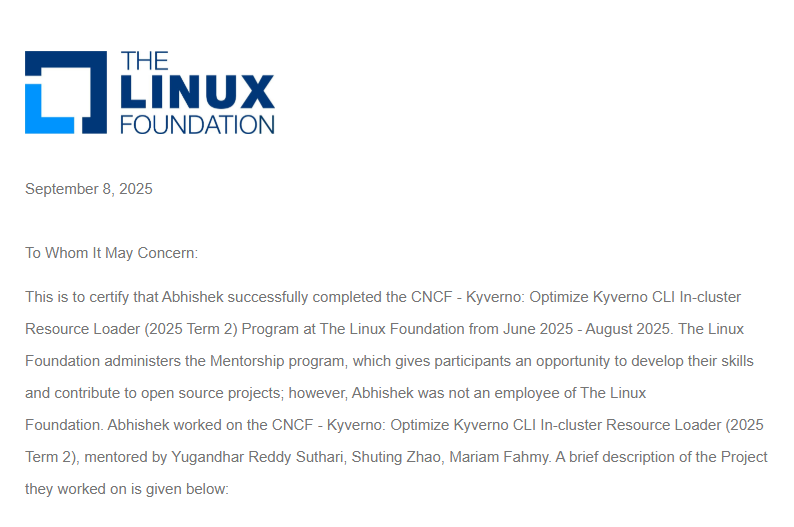 THE
LINUX
FOUNDATION
September 8, 2025
To Whom It May Concern:
This is to certify that Abhishek successfully completed the CNCF - Kyverno: Optimize Kyverno CLI In-cluster
Resource Loader (2025 Term 2) Program at The Linux Foundation from June 2025 - August 2025. The Linux
Foundation administers the Mentorship program, which gives participants an opportunity to develop their skills
and contribute to open source projects; however, Abhishek was not an employee of The Linux
Foundation. Abhishek worked on the CNCF - Kyverno: Optimize Kyverno CLI In-cluster Resource Loader (2025
Term 2), mentored by Yugandhar Reddy Suthari, Shuting Zhao, Mariam Fahmy. A brief description of the Project
they worked on is given below: